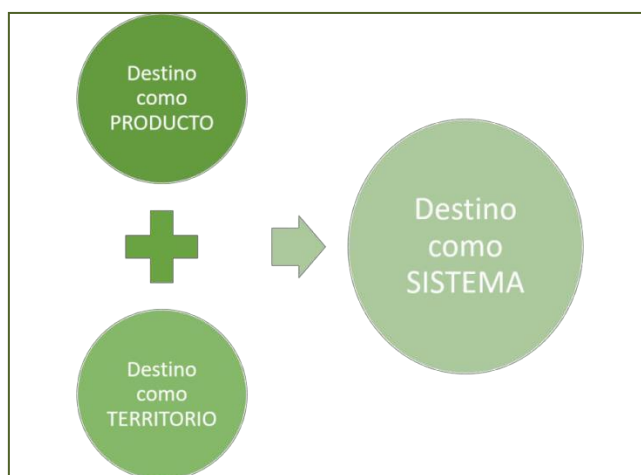 Destino
como
PRODUCTO
Destino
como
TERRITORIO
Destino
como
SISTEMA